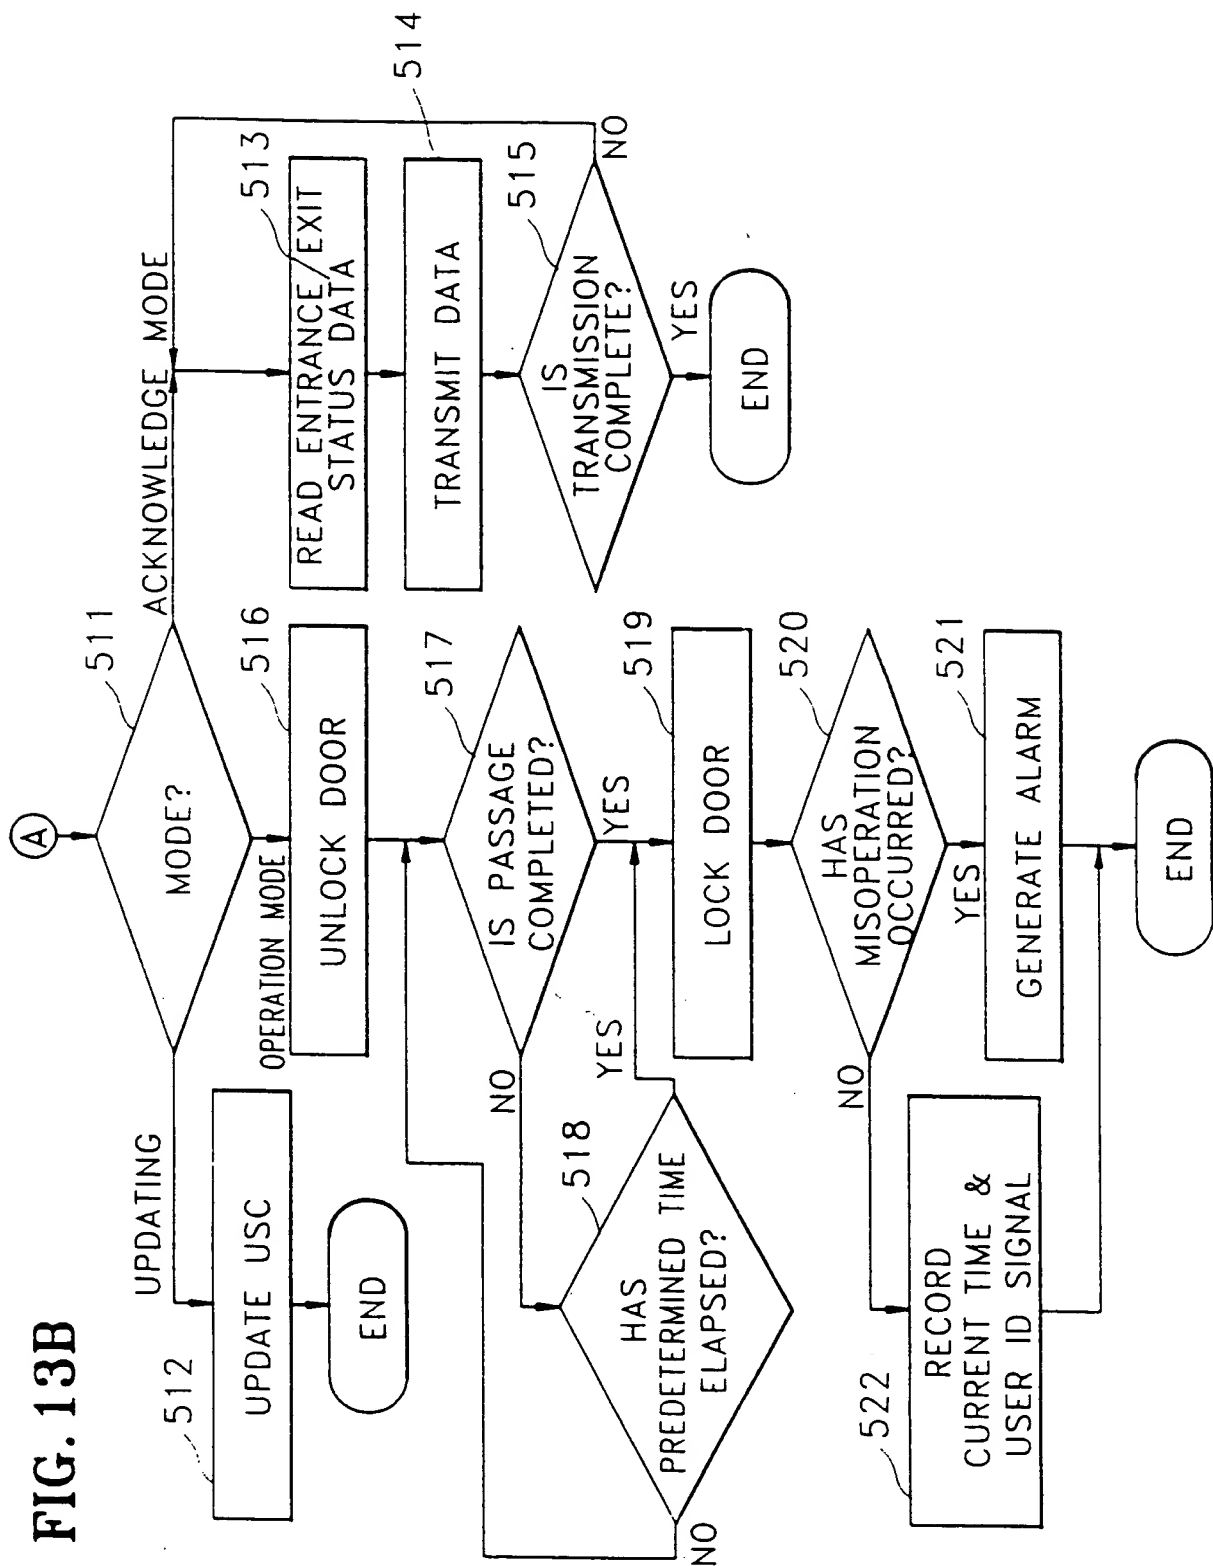 FIG. 13B
A
MODE?
511
UPDATING
OPERATION MODE
ACKNOWLEDGE MODE
512
UPDATE USC
END
516
UNLOCK DOOR
513
READ ENTRANCE/EXIT
STATUS DATA
514
TRANSMIT DATA
515
IS
TRANSMISSION
COMPLETE?
NO
YES
END
517
IS PASSAGE
COMPLETED?
NO
YES
518
HAS
PREDETERMINED TIME
ELAPSED?
YES
NO
519
LOCK DOOR
520
HAS
MISOPERATION
OCCURRED?
NO
YES
521
GENERATE ALARM
522
RECORD
CURRENT TIME &
USER ID SIGNAL
END